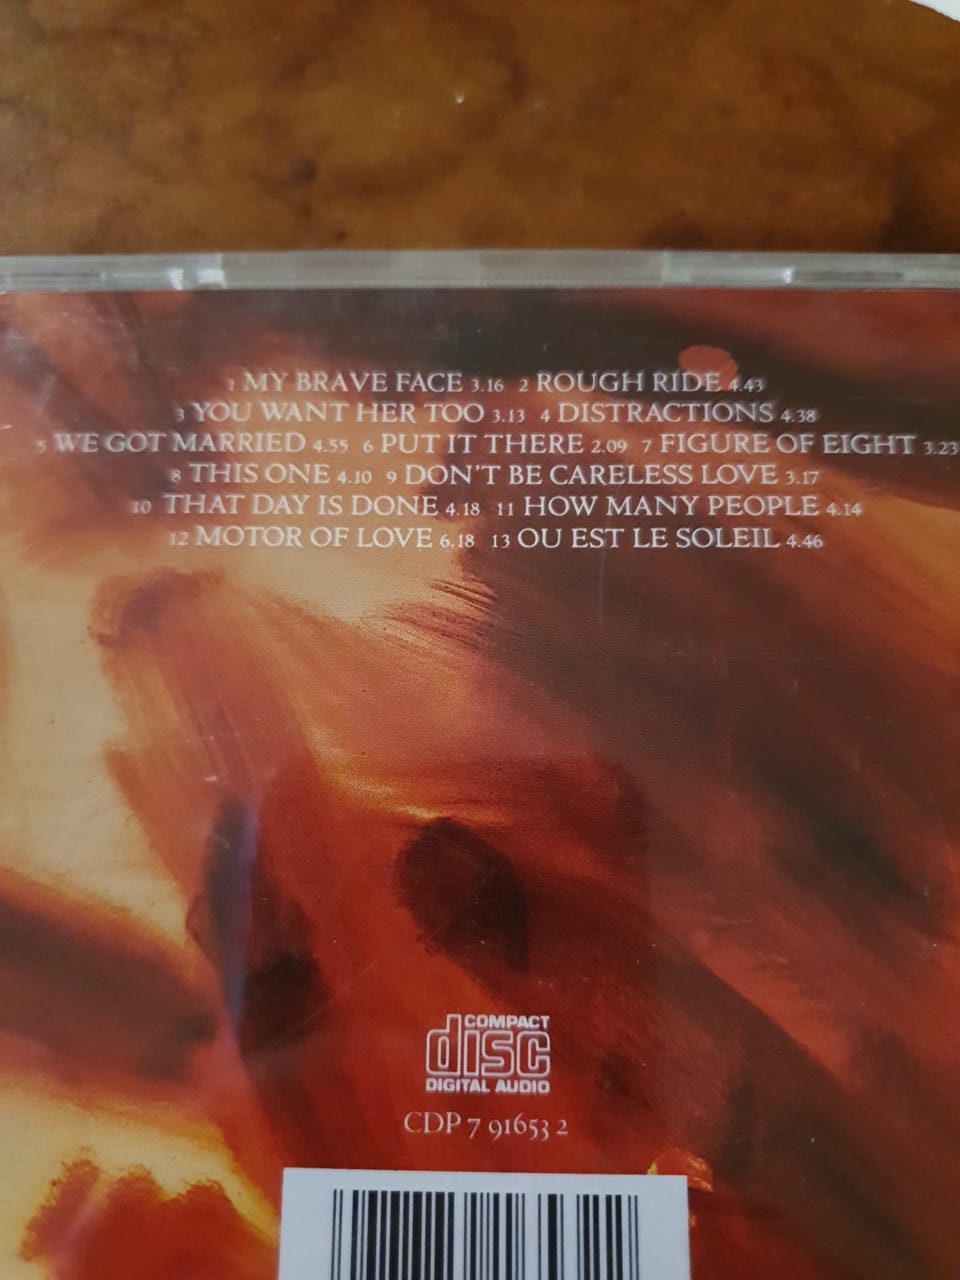 1 MY BRAVE FACE 3.16 2 ROUGH RIDE 4.43
3 YOU WANT HER TOO 3.13 4 DISTRACTIONS 4.38
5 WE GOT MARRIED 4.55 6 PUT IT THERE 2.09 7 FIGURE OF EIGHT 3.23
8 THIS ONE 4.10 9 DON'T BE CARELESS LOVE 3.17
10 THAT DAY IS DONE 4.18 11 HOW MANY PEOPLE 4.14
12 MOTOR OF LOVE 6.18 13 OU EST LE SOLEIL 4.46
COMPACT
disc
DIGITAL AUDIO
CDP 7 91653 2